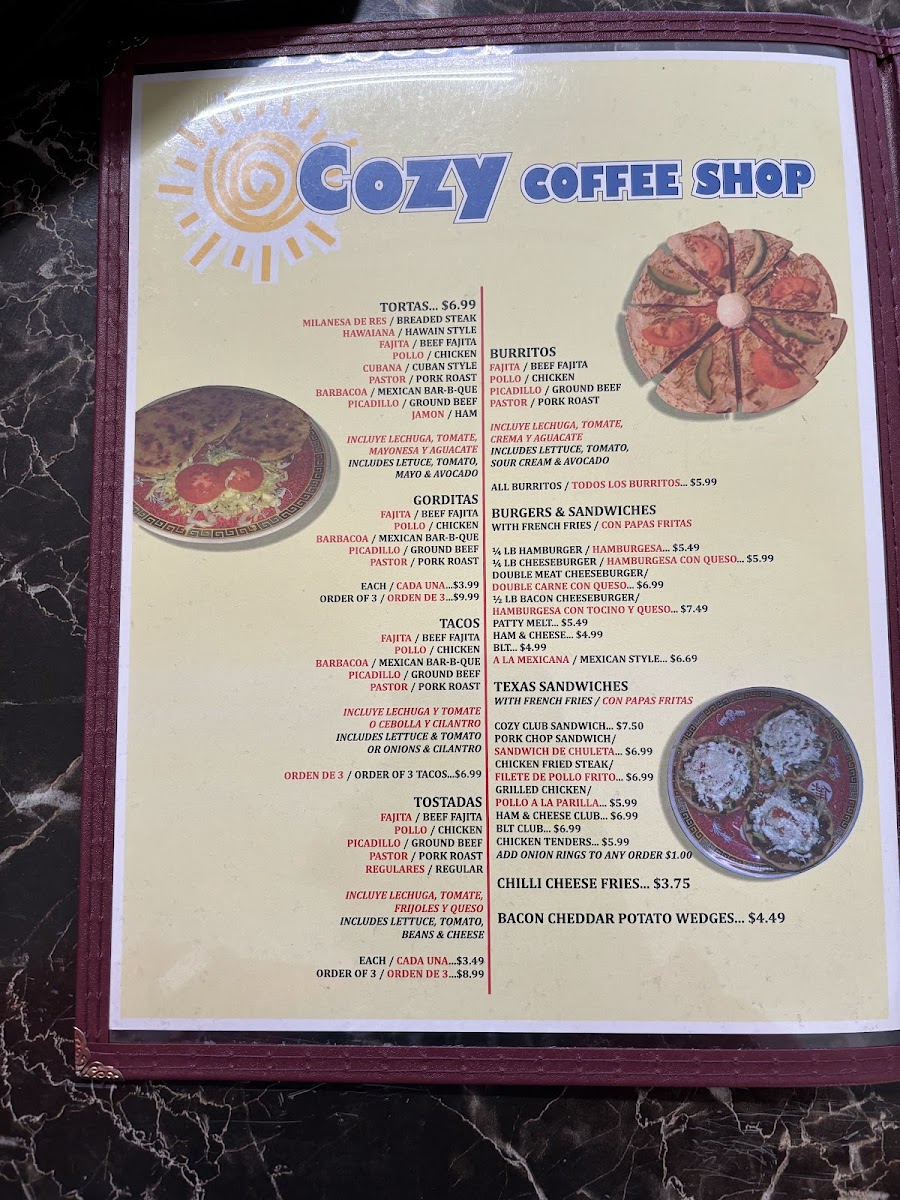 COZY COFFEE SHOP
TORTAS... $6.99
MILANESA DE RES / BREADED STEAK
HAWAIANA / HAWAIN STYLE
FAJITA / BEEF FAJITA
POLLO / CHICKEN
CUBANA / CUBAN STYLE
PASTOR / PORK ROAST
BARBACOA / MEXICAN BAR-B-QUE
PICADILLO / GROUND BEEF
JAMON / HAM
INCLUYE LECHUGA, TOMATE,
MAYONESA Y AGUACATE
INCLUDES LETUCE, TOMATO,
MAYO & AVOCADO
GORDITAS
FAJITA / BEEF FAJITA
POLLO / CHICKEN
BARBACOA / MEXICAN BAR-B-QUE
PICADILLO / GROUND BEEF
PASTOR / PORK ROAST
EACH / CADA UNA...$3.99
ORDER OF 3 / ORDEN DE 3...$9.99
TACOS
FAJITA / BEEF FAJITA
POLLO / CHICKEN
BARBACOA / MEXICAN BAR-B-QUE
PICADILLO / GROUND BEEF
PASTOR / PORK ROAST
INCLUYE LECHUGA Y TOMATE
O CEBOLLA Y CILANTRO
INCLUDES LETTUCE & TOMATO
OR ONIONS & CILANTRO
ORDEN DE 3 / ORDER OF 3 TACOS...$6.99
TOSTADAS
FAJITA / BEEF FAJITA
POLLO / CHICKEN
PICADILLO / GROUND BEEF
PASTOR / PORK ROAST
REGULARES / REGULAR
INCLUYE LECHUGA, TOMATE,
FRIJOLES Y QUESO
INCLUDES LETTUCE, TOMATO,
BEANS & CHEESE
EACH / CADA UNA...$3.49
ORDER OF 3 / ORDEN DE 3...$8.99
BURRITOS
FAJITA / BEEF FAJITA
POLLO / CHICKEN
PICADILLO / GROUND BEEF
PASTOR / PORK ROAST
INCLUYE LECHUGA, TOMATE,
CREMA Y AGUACATE
INCLUDES LETTUCE, TOMATO,
SOUR CREAM & AVOCADO
ALL BURRITOS / TODOS LOS BURRITOS... $5.99
BURGERS & SANDWICHES
WITH FRENCH FRIES / CON PAPAS FRITAS
¼ LB HAMBURGER / HAMBURGESA... $5.49
¼ LB CHEESEBURGER / HAMBURGESA CON QUESO... $5.99
DOUBLE MEAT CHEESEBURGER/
DOUBLE CARNE CON QUESO... $6.99
½ LB BACON CHEESEBURGER/
HAMBURGESA CON TOCINO Y QUESO... $7.49
PATTY MELT... $5.49
HAM & CHEESE... $4.99
BLT... $4.99
A LA MEXICANA / MEXICAN STYLE... $6.69
TEXAS SANDWICHES
WITH FRENCH FRIES / CON PAPAS FRITAS
COZY CLUB SANDWICH... $7.50
PORK CHOP SANDWICH/
SANDWICH DE CHULETA... $6.99
CHICKEN FRIED STEAK/
FILETE DE POLLO FRITO... $6.99
GRILLED CHICKEN/
POLLO A LA PARILLA... $5.99
HAM & CHEESE CLUB... $6.99
BLT CLUB... $6.99
CHICKEN TENDERS... $5.99
ADD ONION RINGS TO ANY ORDER $1.00
CHILLI CHEESE FRIES... $3.75
BACON CHEDDAR POTATO WEDGES... $4.49